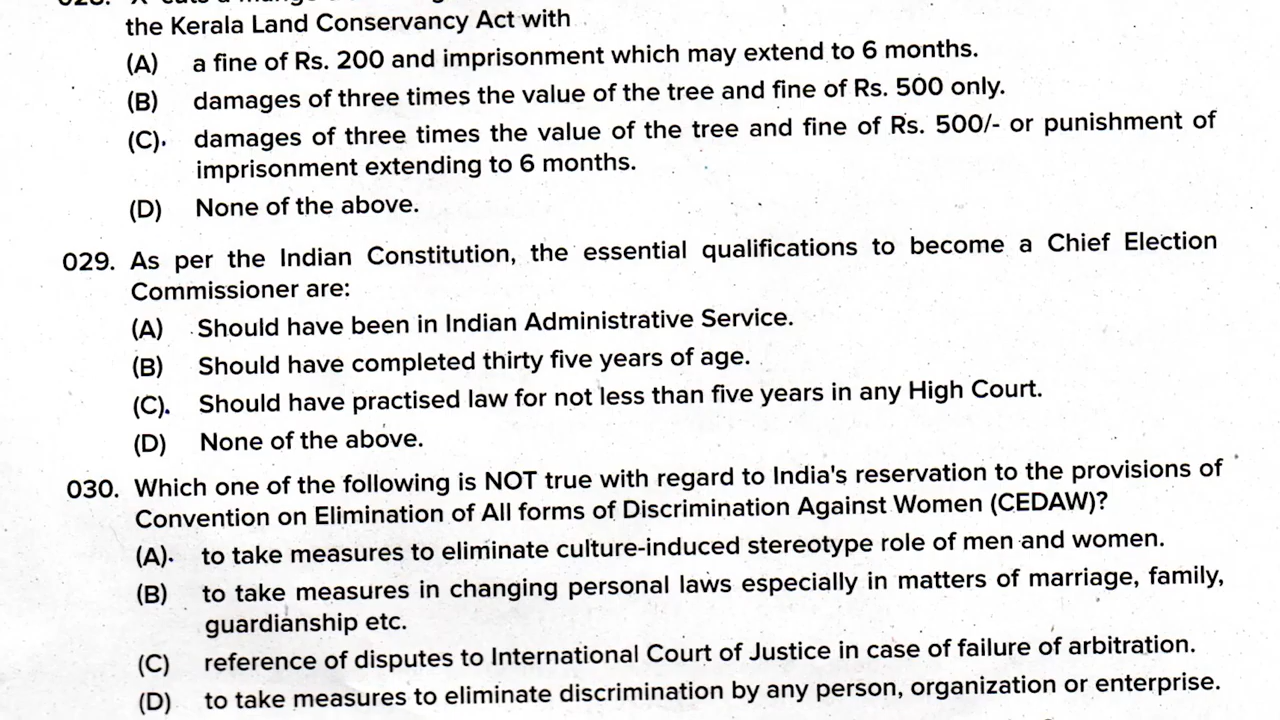 the Kerala Land Conservancy Act with
(A) a fine of Rs. 200 and imprisonment which may extend to 6 months.
(B) damages of three times the value of the tree and fine of Rs. 500 only.
(C). damages of three times the value of the tree and fine of Rs. 500/- or punishment of
imprisonment extending to 6 months.
(D) None of the above.
029. As per the Indian Constitution, the essential qualifications to become a Chief Election
Commissioner are:
(A) Should have been in Indian Administrative Service.
(B) Should have completed thirty five years of age.
(C). Should have practised law for not less than five years in any High Court.
(D) None of the above.
030. Which one of the following is NOT true with regard to India's reservation to the provisions of
Convention on Elimination of All forms of Discrimination Against Women (CEDAW)?
(A). to take measures to eliminate culture-induced stereotype role of men and women.
(B) to take measures in changing personal laws especially in matters of marriage, family,
guardianship etc.
(C) reference of disputes to International Court of Justice in case of failure of arbitration.
(D) to take measures to eliminate discrimination by any person, organization or enterprise.